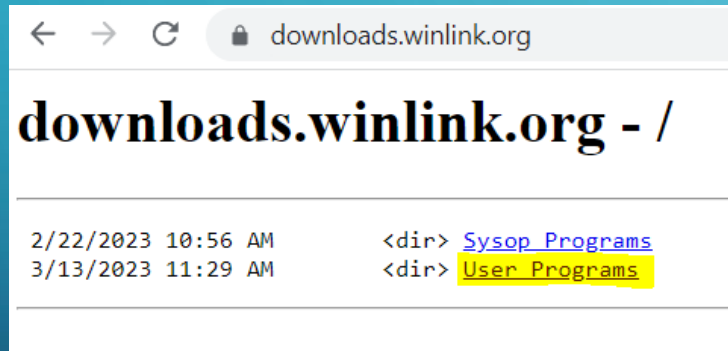 downloads.winlink.org
downloads.winlink.org - /
2/22/2023 10:56 AM <dir> Sysop Programs
3/13/2023 11:29 AM <dir> User Programs